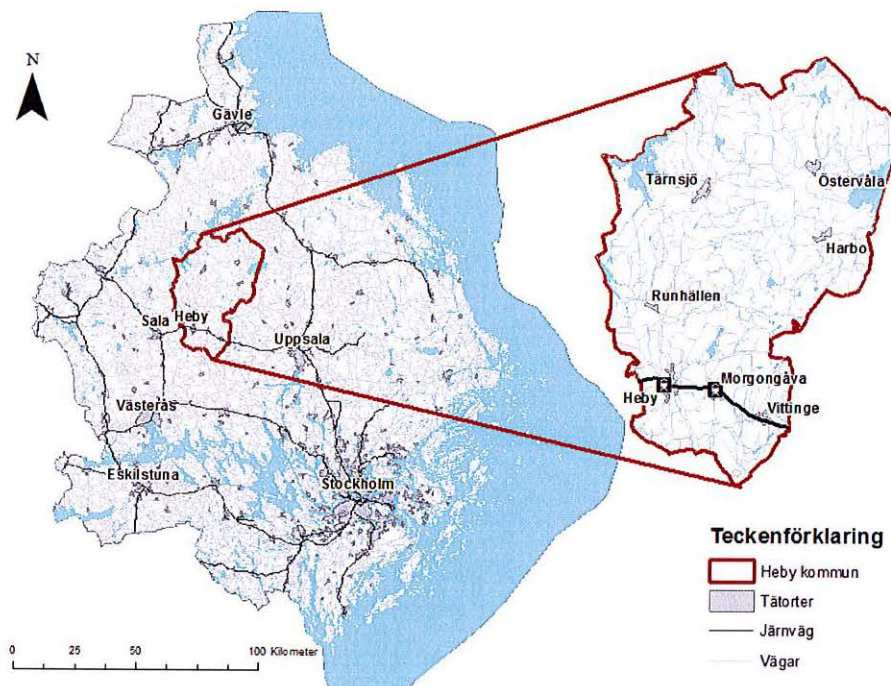 N
Gävle
Sala
Heby
Uppsala
Västerås
Eskilstuna
Stockholm
0 25 50 100 Kilometer
Tärnsjö
Östervåla
Harbo
Runhällen
Heby
Morgongåva
Vittinge
Teckenförklaring
Heby kommun
Tätorter
Järnväg
Vägar